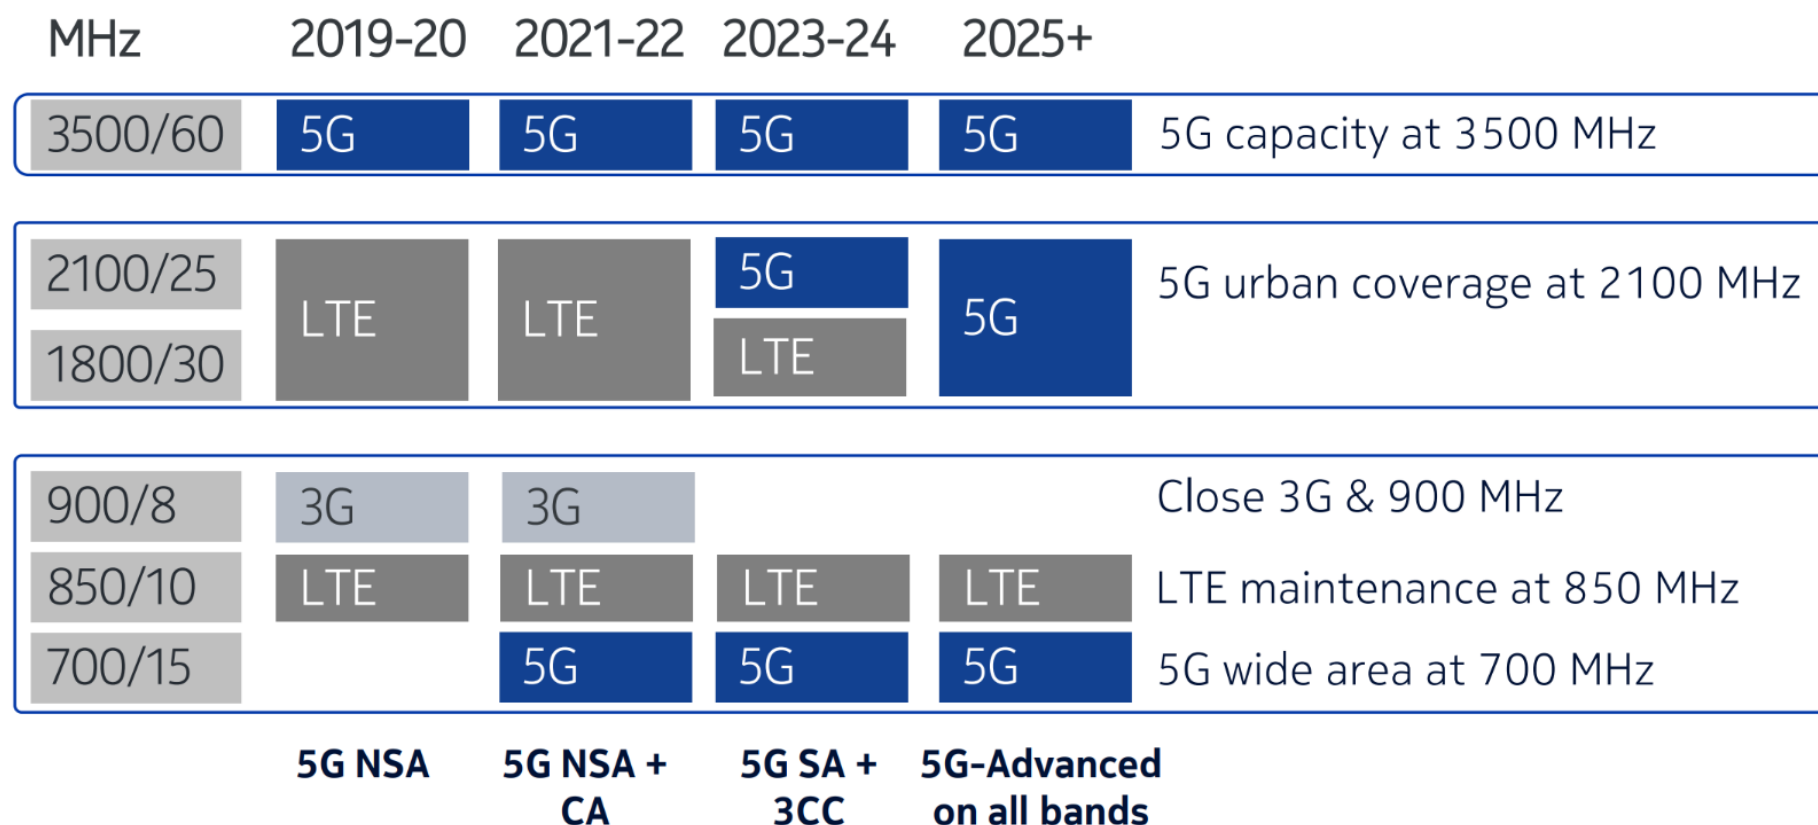 MHz 2019-20 2021-22 2023-24 2025+
3500/60 5G 5G 5G 5G 5G capacity at 3500 MHz
2100/25 LTE LTE 5G 5G 5G urban coverage at 2100 MHz
1800/30 LTE
900/8 3G 3G Close 3G & 900 MHz
850/10 LTE LTE LTE LTE LTE maintenance at 850 MHz
700/15 5G 5G 5G 5G wide area at 700 MHz
5G NSA 5G NSA + 5G SA + 5G-Advanced
CA 3CC on all bands